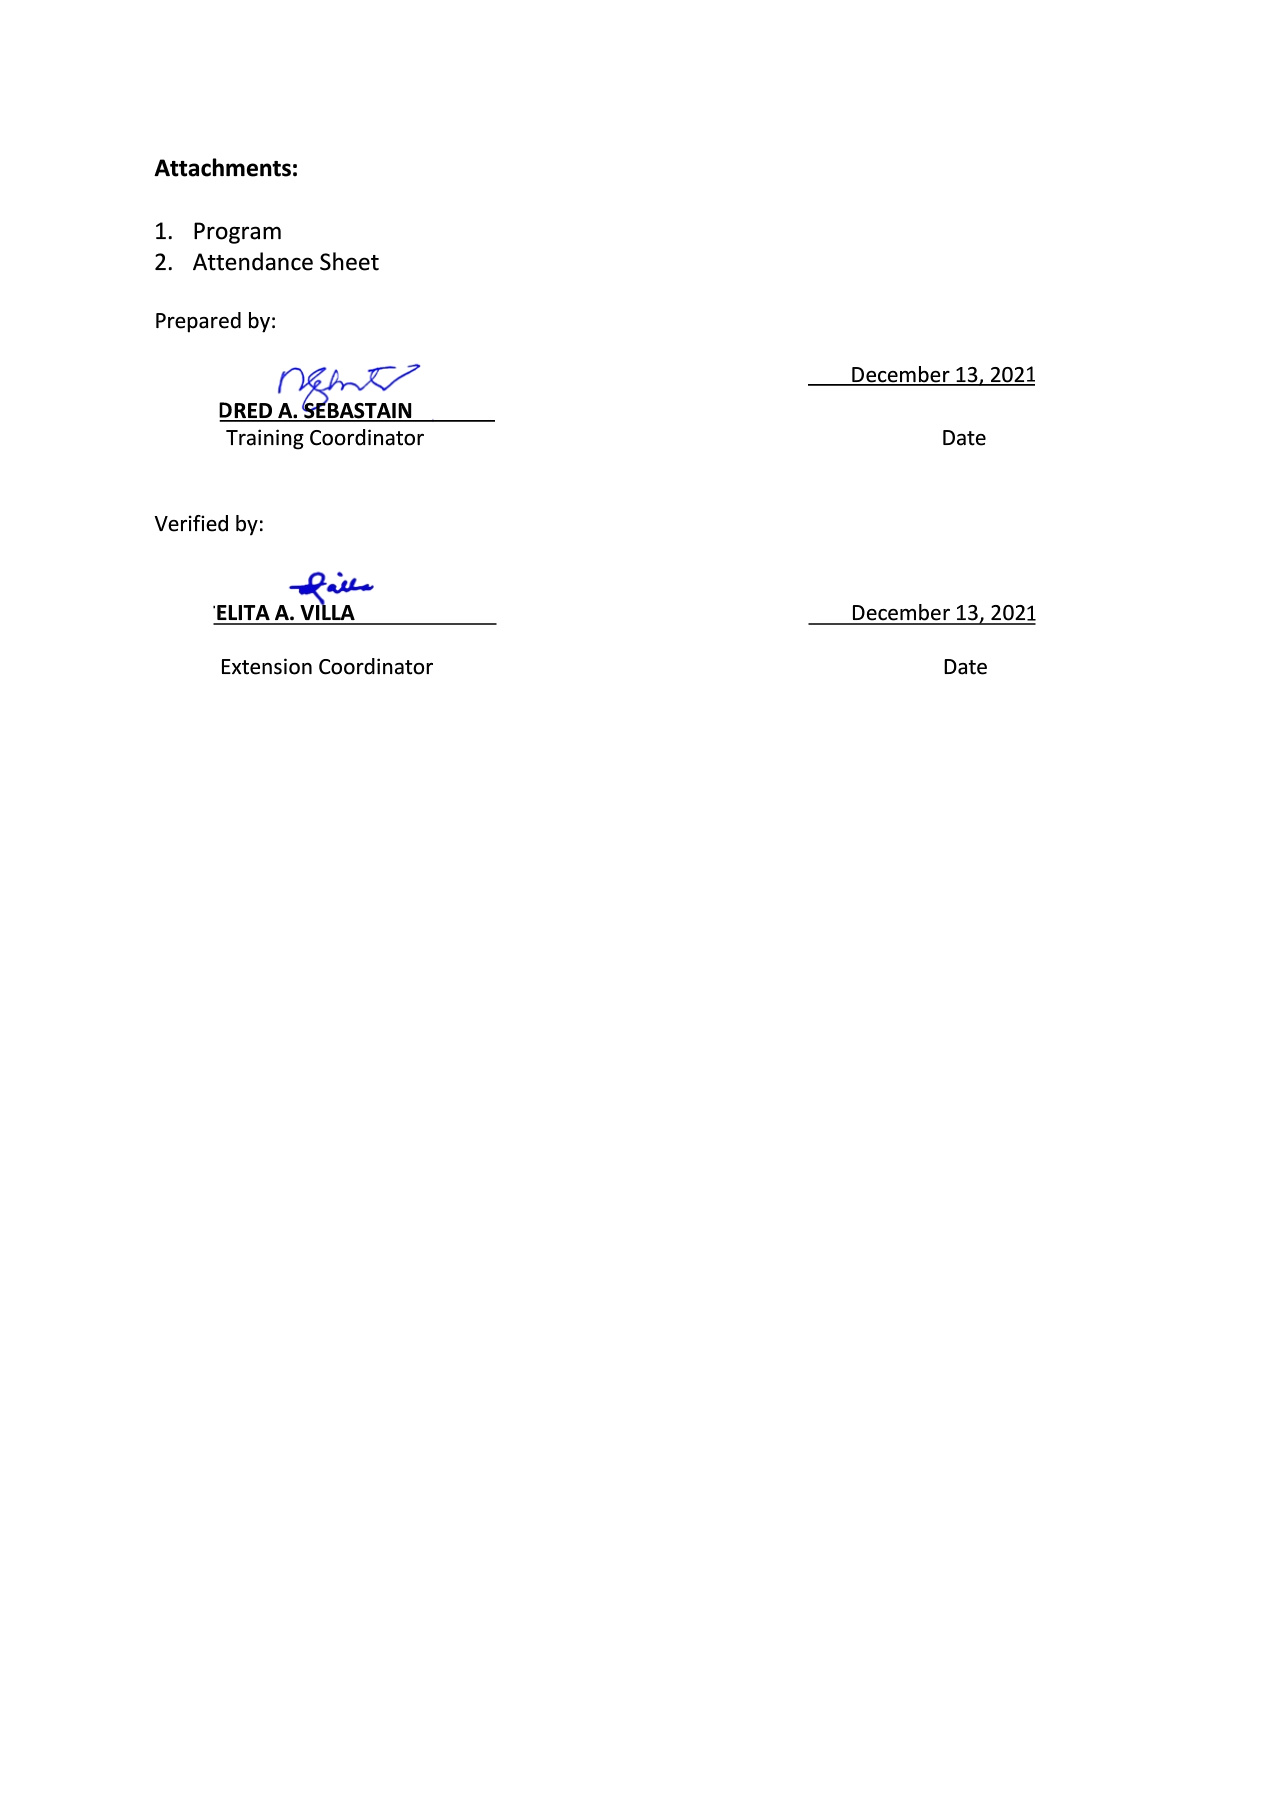 Attachments:
1. Program
2. Attendance Sheet
Prepared by:
December 13, 2021
DRED A. SEBASTAIN
Training Coordinator Date
Verified by:
ELITA A. VILLA December 13, 2021
Extension Coordinator Date